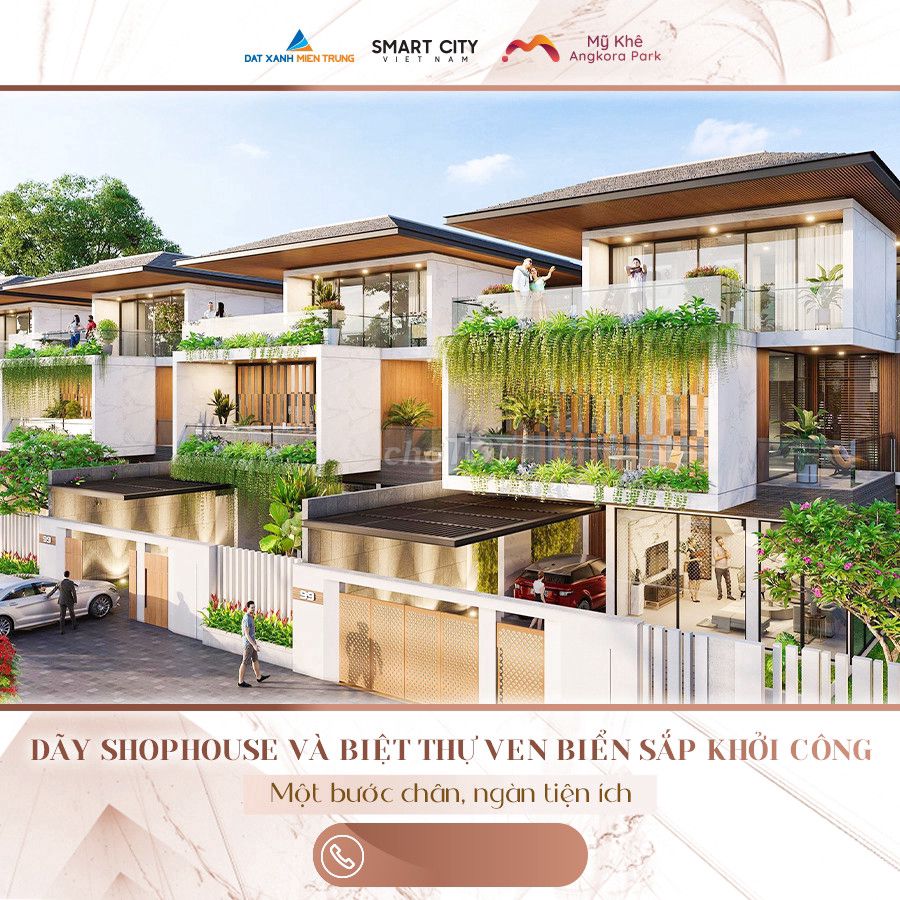 DAT XANH MIEN TRUNG
SMART CITY
VIET NAM
Mỹ Khê
Angkora Park
99
99
DÃY SHOPHOUSE VÀ BIỆT THỰ VEN BIỂN SẮP KHỞI CÔNG
Một bước chân, ngàn tiện ích